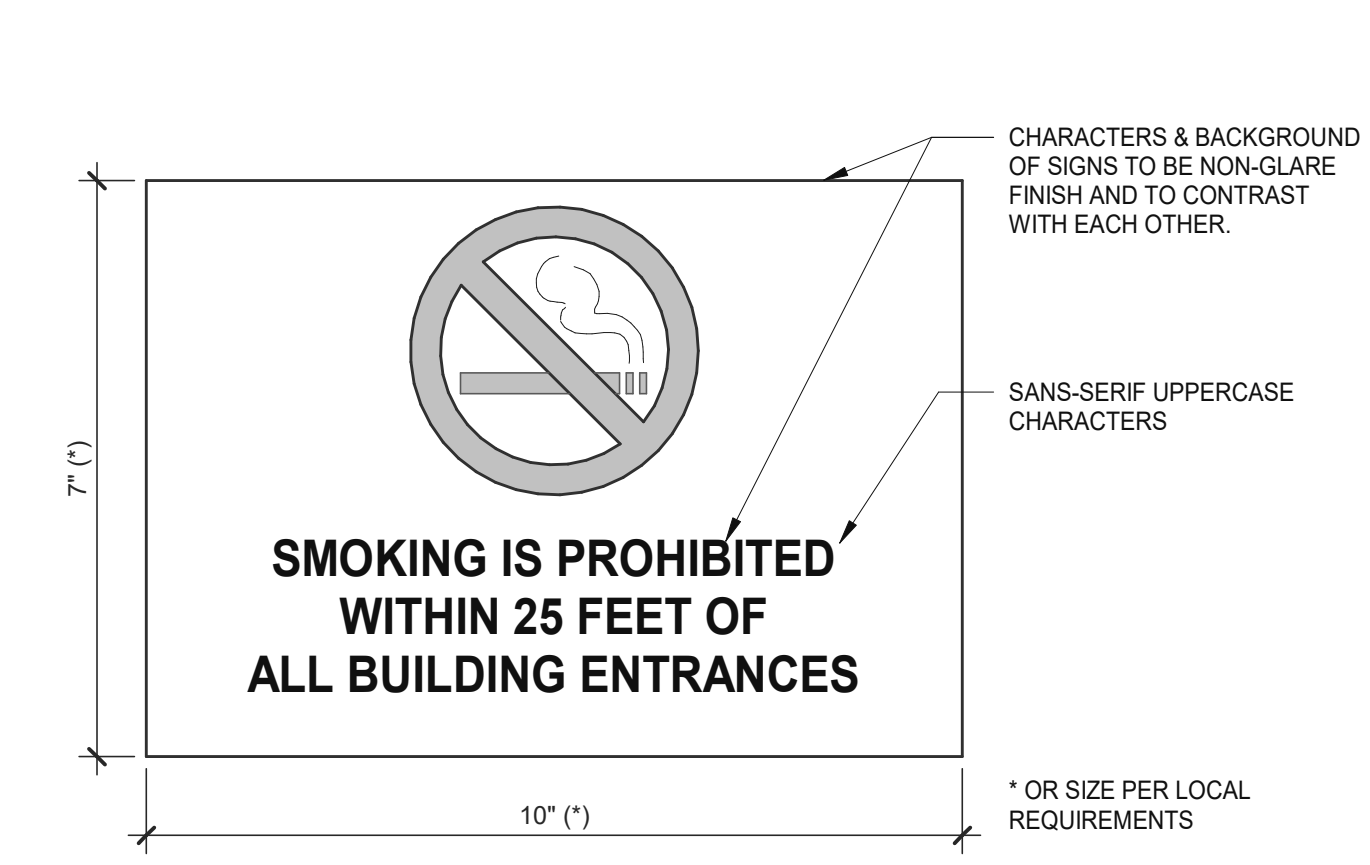 CHARACTERS & BACKGROUND
OF SIGNS TO BE NON-GLARE
FINISH AND TO CONTRAST
WITH EACH OTHER.
SANS-SERIF UPPERCASE
CHARACTERS
7" (*)
SMOKING IS PROHIBITED
WITHIN 25 FEET OF
ALL BUILDING ENTRANCES
10" (*)
* OR SIZE PER LOCAL
REQUIREMENTS